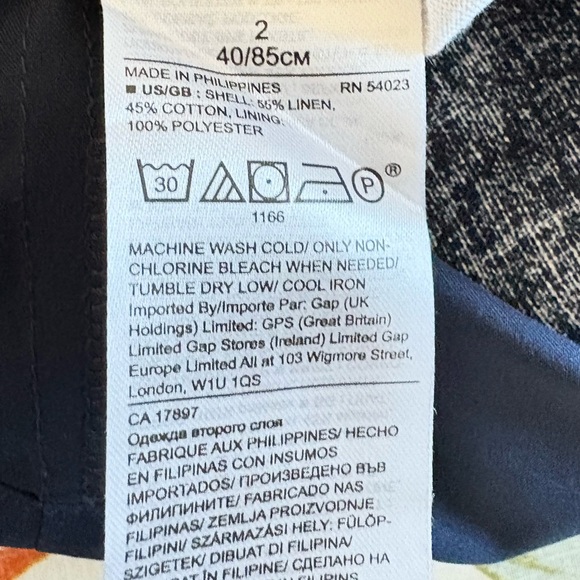 2
40/85CM
MADE IN PHILIPPINES RN 54023
■ US/GB : SHELL: 55% LINEN,
45% COTTON, LINING:
100% POLYESTER
30 P ®
1166
MACHINE WASH COLD/ ONLY NON-
CHLORINE BLEACH WHEN NEEDED/
TUMBLE DRY LOW/ COOL IRON
Imported By/Importe Par: Gap (UK
Holdings) Limited: GPS (Great Britain)
Limited Gap Stores (Ireland) Limited Gap
Europe Limited All at 103 Wigmore Street,
London, W1U 1QS
CA 17897
Одежда второго слоя
FABRIQUE AUX PHILIPPINES/ HECHO
EN FILIPINAS CON INSUMOS
IMPORTADOS/ ПРОИЗВЕДЕНО ВЪВ
ФИЛИПИНИТЕ/ FABRICADO NAS
FILIPINAS/ ZEMLJA PROIZVODNJE
FILIPINI/ SZÁRMAZÁSI HELY: FÜLÖP-
SZIGETEK/ DIBUAT DI FILIPINA/
IN FILIPINE/ СДЕЛАНО НА